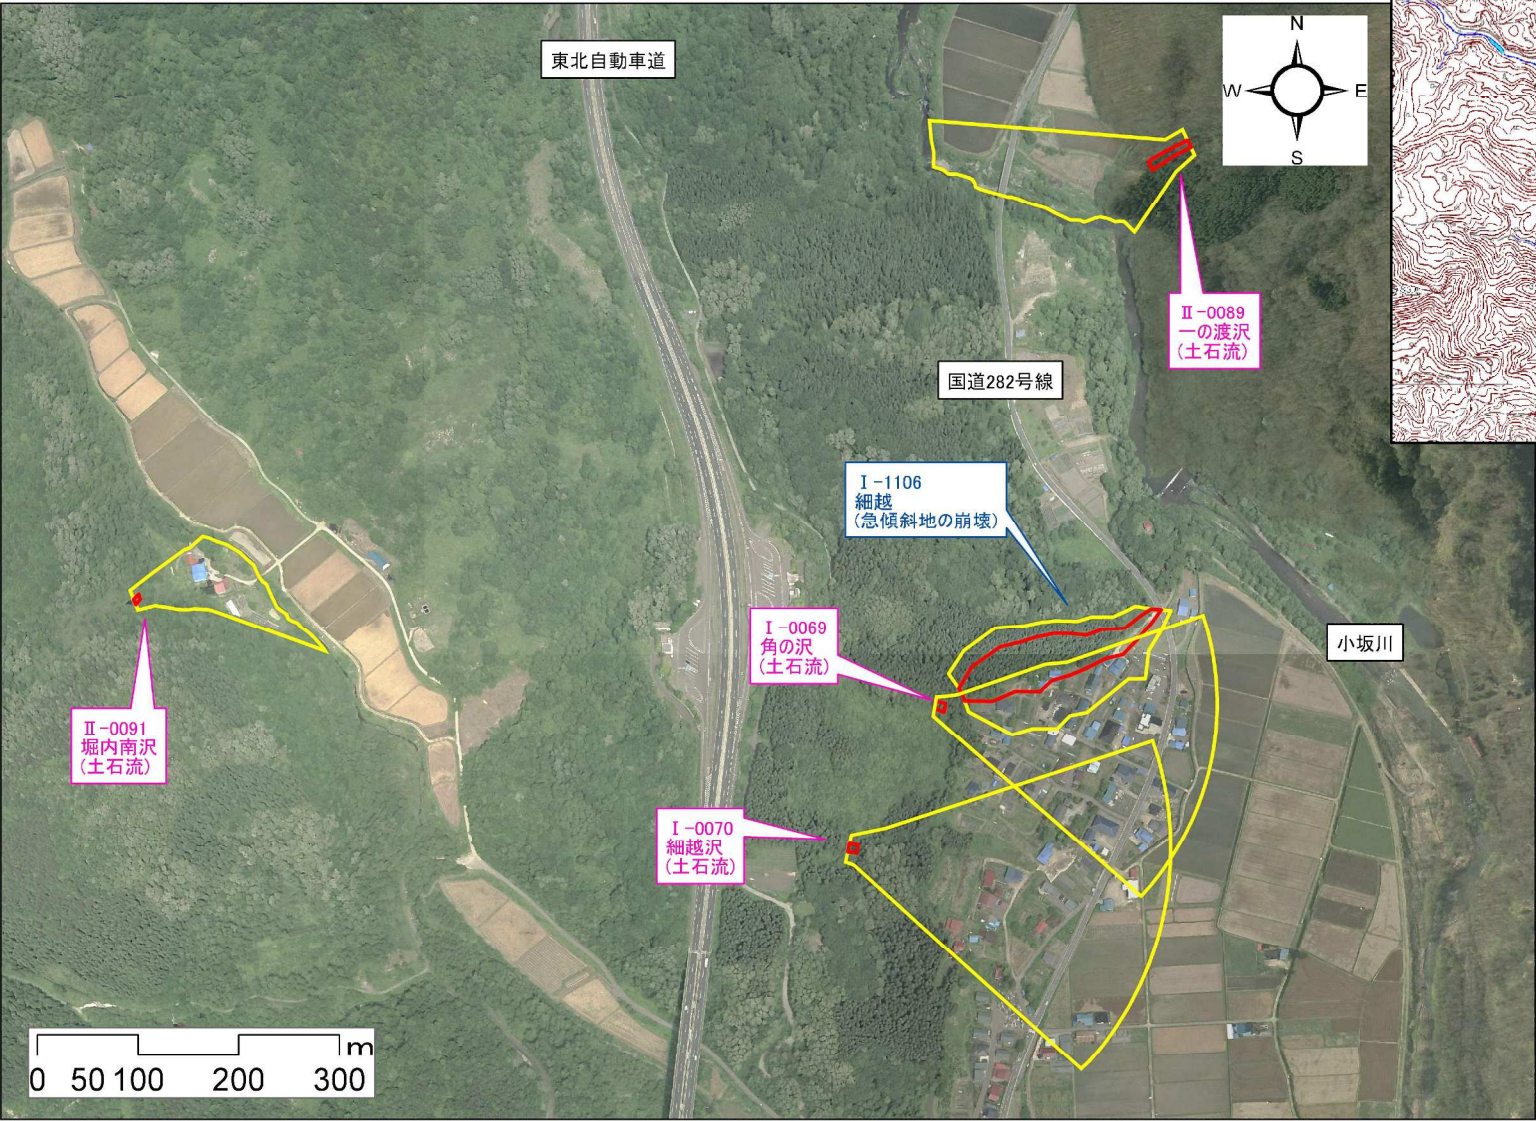 東北自動車道
N
W
E
S
Ⅱ-0089
一の渡沢
(土石流)
国道282号線
Ⅰ-1106
細越
(急傾斜地の崩壊)
Ⅰ-0069
角の沢
(土石流)
小坂川
Ⅱ-0091
堀内南沢
(土石流)
Ⅰ-0070
細越沢
(土石流)
m
0 50 100 200 300